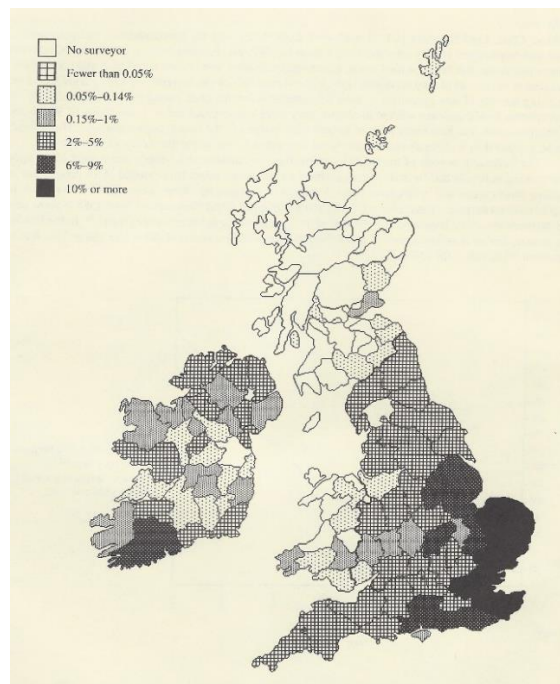 No surveyor
Fewer than 0.05%
0.05%–0.14%
0.15%–1%
2%–5%
6%–9%
10% or more